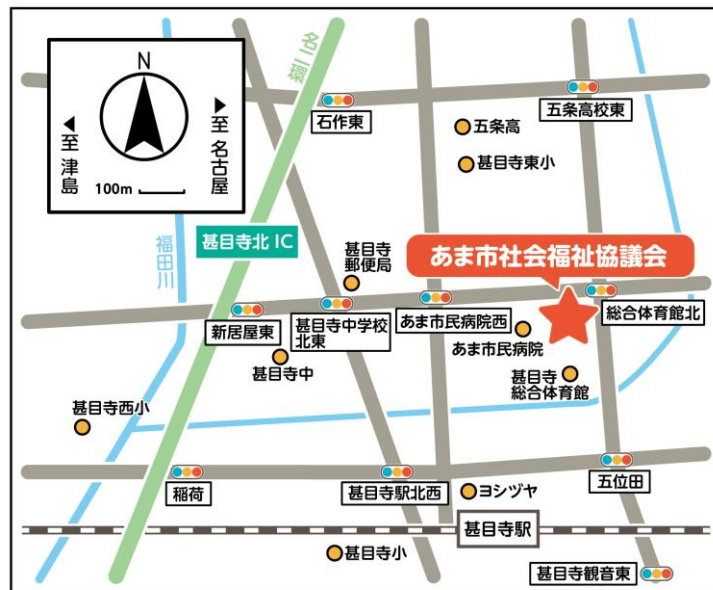 N
▲至 津島
▲至 名古屋
100m
名二環
福田川
石作東
五条高校東
五条高
甚目寺東小
甚目寺北 IC
甚目寺
郵便局
あま市社会福祉協議会
新居屋東
甚目寺中学校
北東
あま市民病院西
総合体育館北
あま市民病院
甚目寺中
甚目寺
総合体育館
甚目寺西小
稲荷
甚目寺駅北西
ヨシヅヤ
五位田
甚目寺駅
甚目寺小
甚目寺観音東